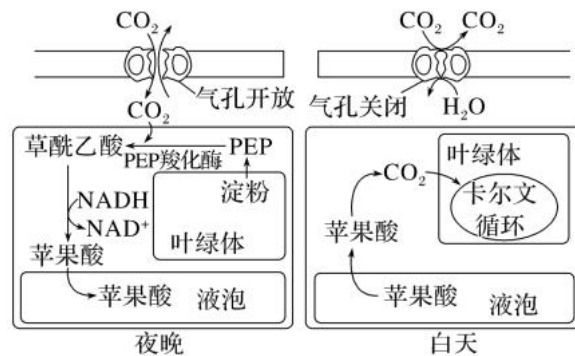 CO₂
气孔开放
CO₂
草酰乙酸
PEP羧化酶
PEP
NADH
NAD⁺
淀粉
叶绿体
苹果酸
苹果酸
液泡
夜晚
CO₂ CO₂
气孔关闭
H₂O
叶绿体
CO₂
卡尔文
循环
苹果酸
苹果酸
液泡
白天